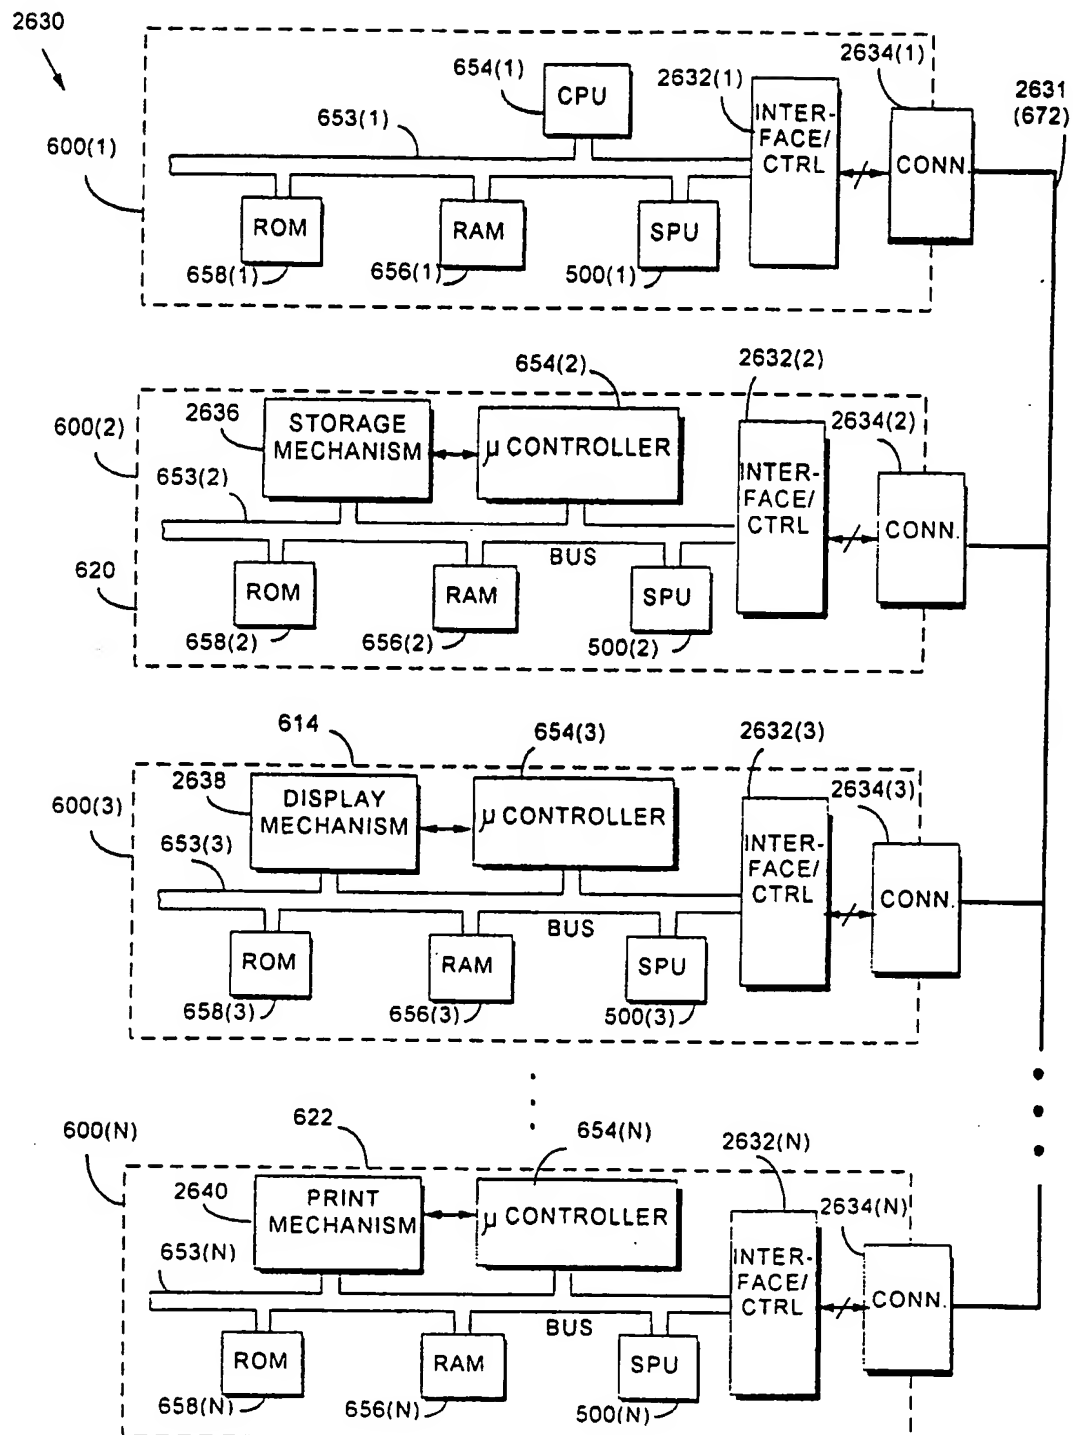 2630
654(1)
2632(1)
2634(1)
2631
(672)
CPU
INTER-
FACE/
CTRL
653(1)
600(1)
CONN.
ROM
RAM
SPU
658(1)
656(1)
500(1)
654(2)
2632(2)
2636
STORAGE
MECHANISM
µ CONTROLLER
2634(2)
600(2)
653(2)
INTER-
FACE/
CTRL
CONN.
BUS
620
ROM
RAM
SPU
658(2)
656(2)
500(2)
614
654(3)
2632(3)
2638
DISPLAY
MECHANISM
µ CONTROLLER
2634(3)
600(3)
653(3)
INTER-
FACE/
CTRL
CONN.
BUS
ROM
RAM
SPU
658(3)
656(3)
500(3)
622
600(N)
654(N)
2632(N)
2640
PRINT
MECHANISM
µ CONTROLLER
2634(N)
653(N)
INTER-
FACE/
CTRL
CONN.
BUS
ROM
RAM
SPU
658(N)
656(N)
500(N)